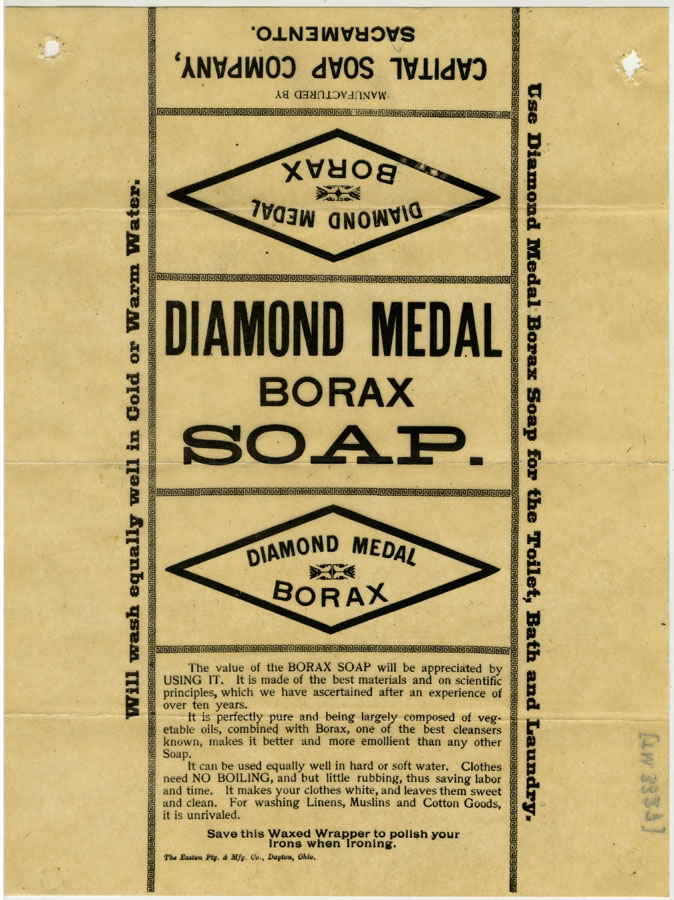 MANUFACTURED BY
CAPITAL SOAP COMPANY,
SACRAMENTO.
DIAMOND MEDAL
BORAX
DIAMOND MEDAL
BORAX
SOAP.
DIAMOND MEDAL
BORAX
The value of the BORAX SOAP will be appreciated by
USING IT. It is made of the best materials and on scientific
principles, which we have ascertained after an experience of
over ten years.
It is perfectly pure and being largely composed of veg-
etable oils, combined with Borax, one of the best cleansers
known, makes it better and more emollient than any other
Soap.
It can be used equally well in hard or soft water. Clothes
need NO BOILING, and but little rubbing, thus saving labor
and time. It makes your clothes white, and leaves them sweet
and clean. For washing Linens, Muslins and Cotton Goods,
it is unrivaled.
Save this Waxed Wrapper to polish your
Irons when Ironing.
The Easton Ptg. & Mfg. Co., Dayton, Ohio.
Will wash equally well in Cold or Warm Water.
Use Diamond Medal Borax Soap for the Toilet, Bath and Laundry.